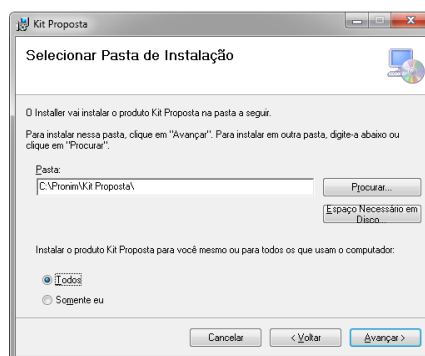 Kit Proposta
Selecionar Pasta de Instalação
O Installer vai instalar o produto Kit Proposta na pasta a seguir.
Para instalar nessa pasta, clique em "Avançar". Para instalar em outra pasta, digite-a abaixo ou
clique em "Procurar".
Pasta:
C:\Pronim\Kit Proposta\
Procurar...
Espaço Necessário em
Disco...
Instalar o produto Kit Proposta para você mesmo ou para todos os que usam o computador:
Todos
Somente eu
Cancelar
< Voltar
Avançar >